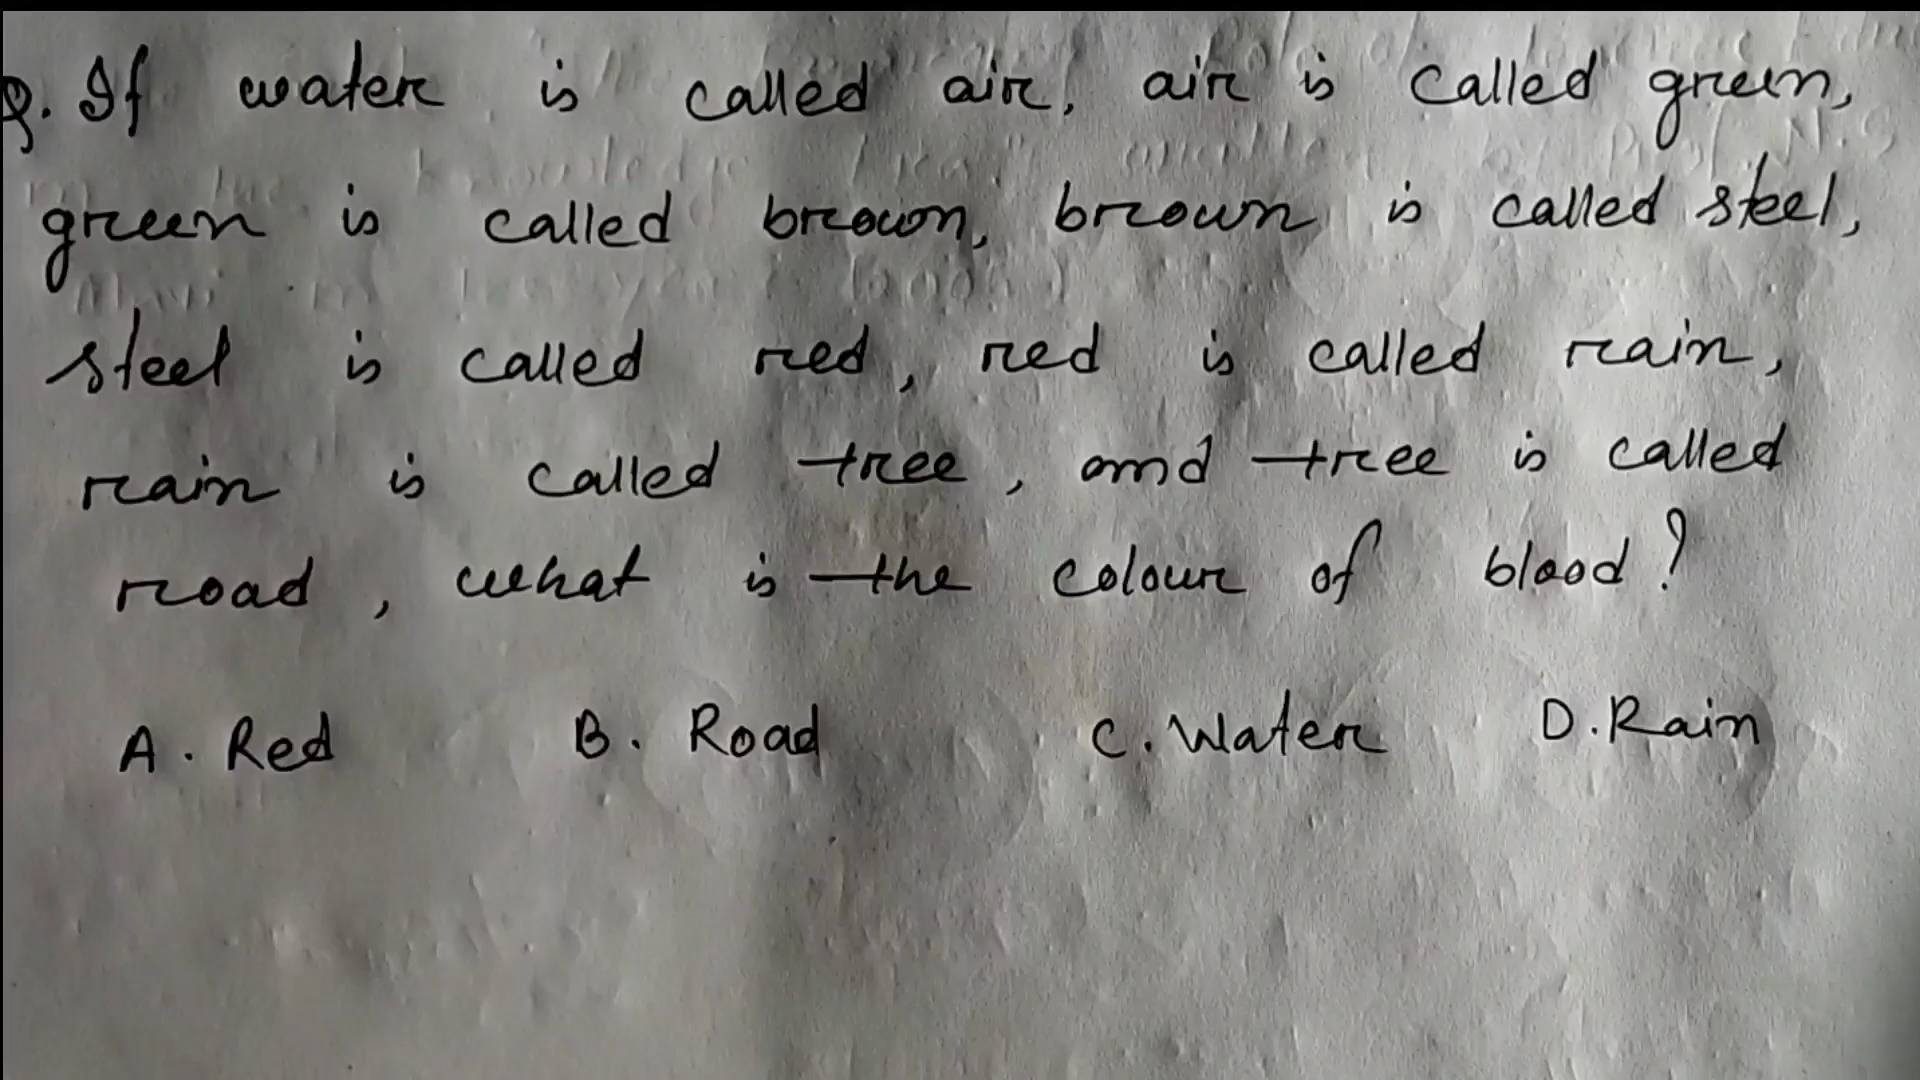 Q. If water is called air, air is called green,
green is called brown, brown is called steel,
steel is called red, red is called rain,
rain is called tree, and tree is called
road, what is the colour of blood?
A. Red B. Road C. Water D. Rain